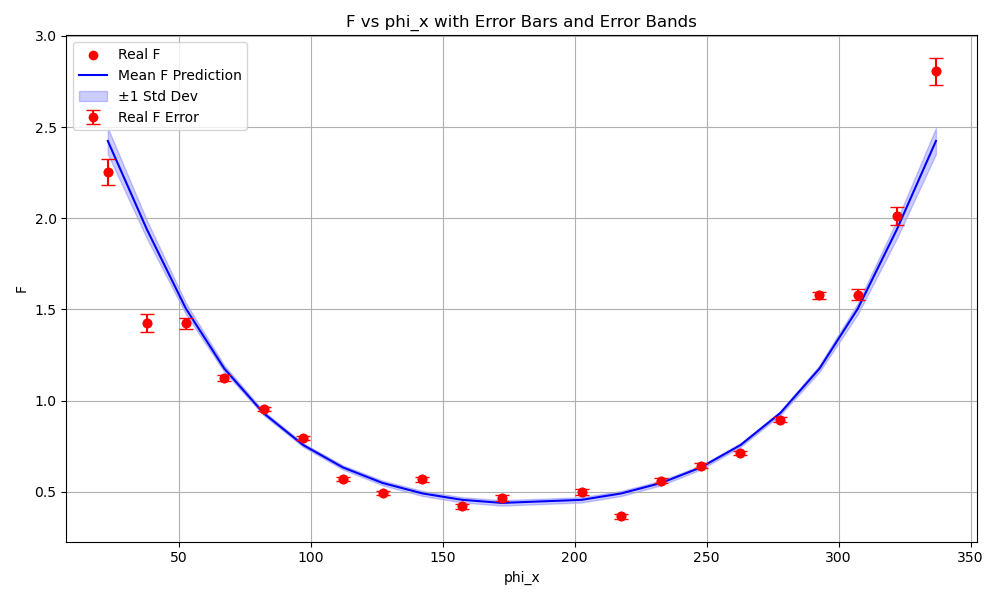 F vs phi_x with Error Bars and Error Bands
Real F
Mean F Prediction
±1 Std Dev
Real F Error
3.0
2.5
2.0
1.5
1.0
0.5
F
50
100
150
200
250
300
350
phi_x